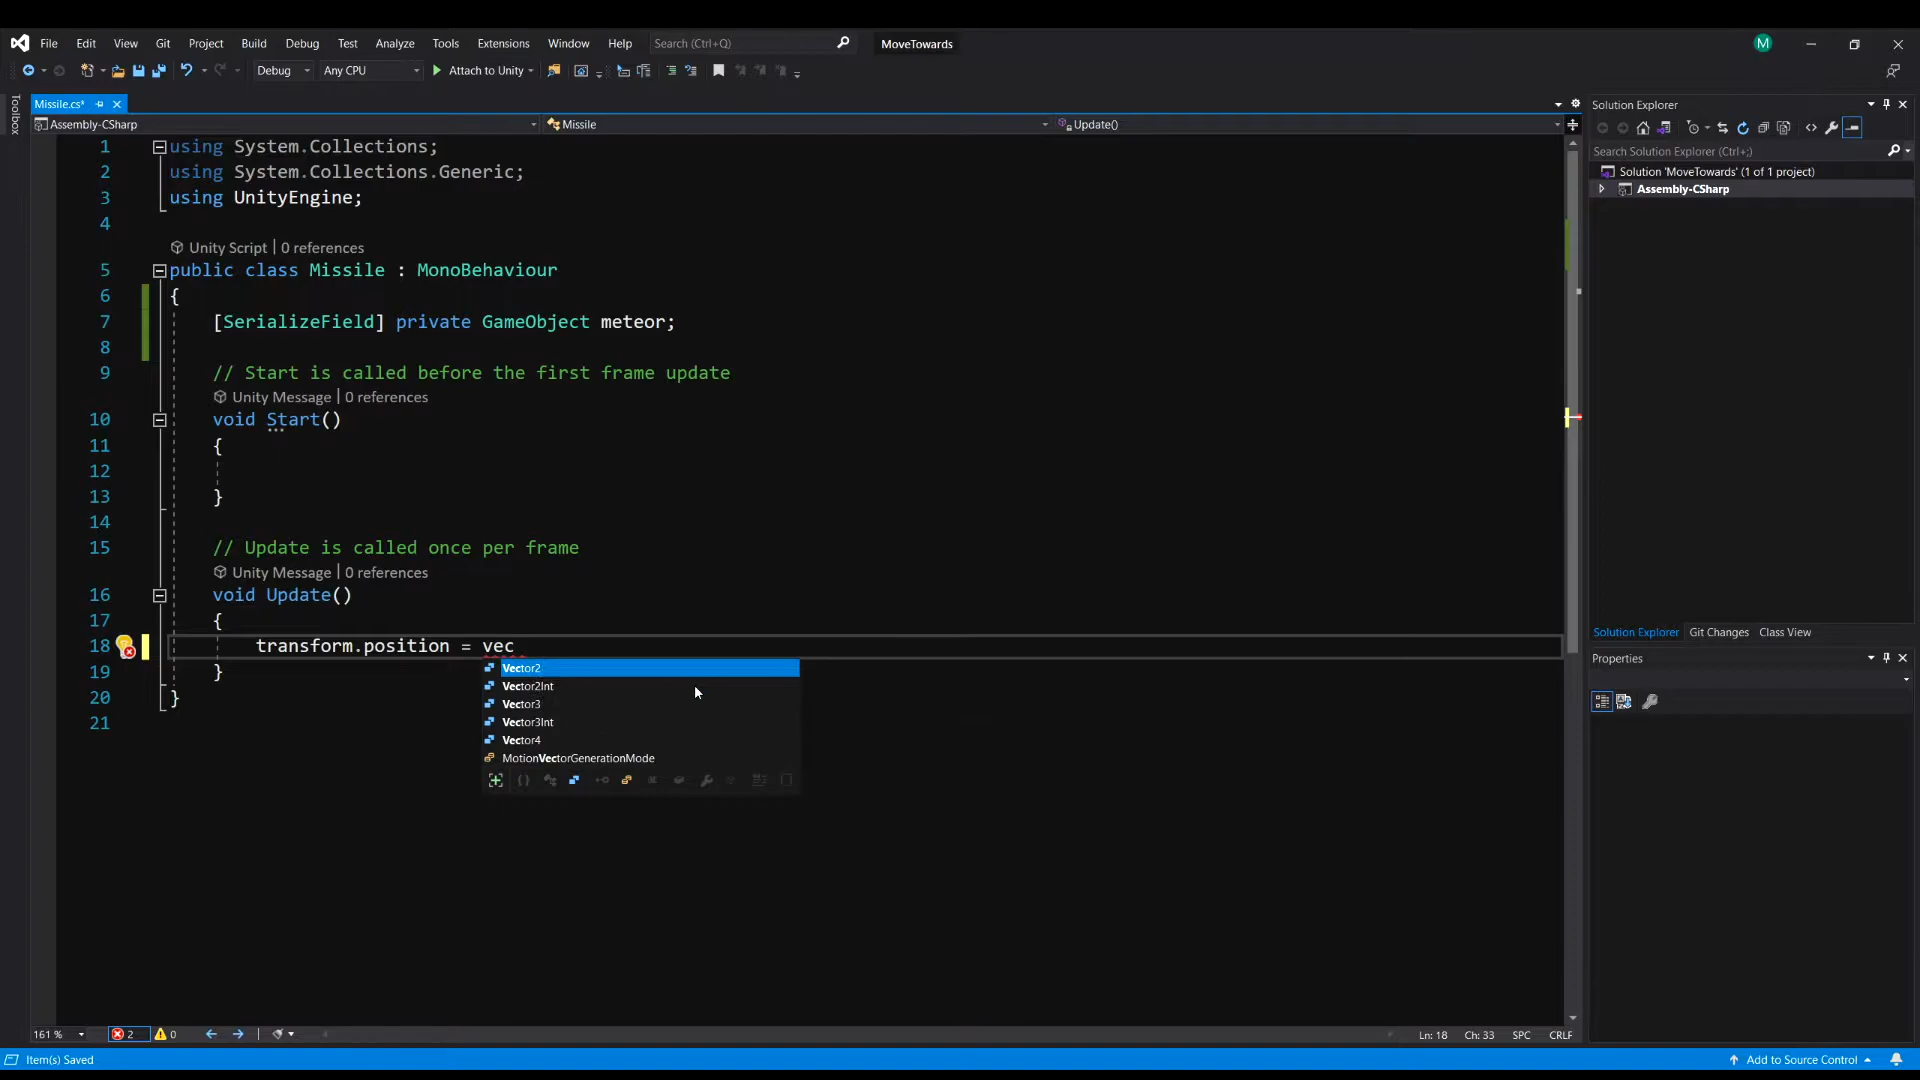 File Edit View Git Project Build Debug Test Analyze Tools Extensions Window Help Search (Ctrl+Q) MoveTowards M
Debug Any CPU Attach to Unity
Toolbox
Missile.cs*
Assembly-CSharp Missile Update()
1 using System.Collections;
2 using System.Collections.Generic;
3 using UnityEngine;
4
Unity Script | 0 references
5 public class Missile : MonoBehaviour
6 {
7 [SerializeField] private GameObject meteor;
8
9 // Start is called before the first frame update
Unity Message | 0 references
10 void Start()
11 {
12
13 }
14
15 // Update is called once per frame
Unity Message | 0 references
16 void Update()
17 {
18 transform.position = vec
19 }
20 }
21
Vector2
Vector2Int
Vector3
Vector3Int
Vector4
MotionVectorGenerationMode
Solution Explorer
Search Solution Explorer (Ctrl+;)
Solution 'MoveTowards' (1 of 1 project)
Assembly-CSharp
Solution Explorer Git Changes Class View
Properties
161 % 2 0 Ln: 18 Ch: 33 SPC CRLF
Item(s) Saved Add to Source Control